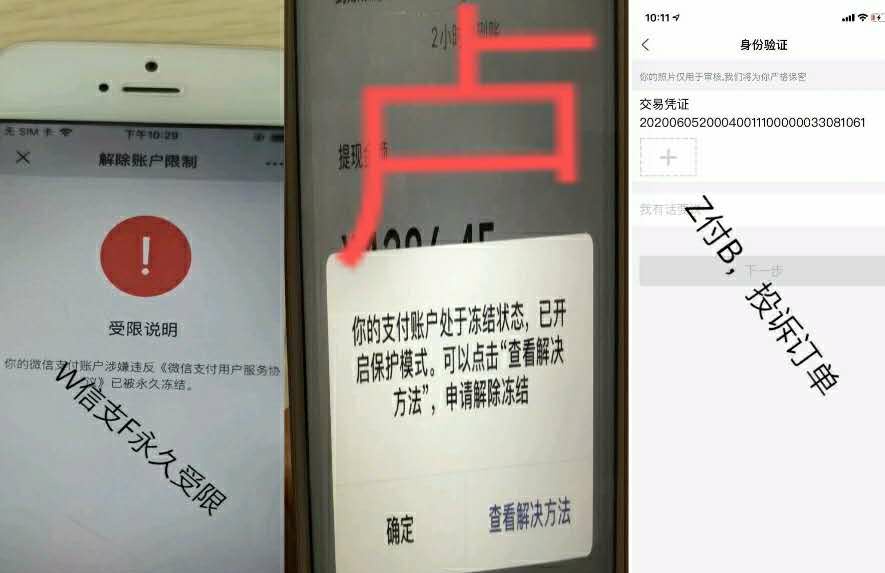 无 SIM 卡
下午10:29
解除账户限制
受限说明
你的微信支付账户涉嫌违反《微信支付用户服务协
议》已被永久冻结。
W信支F永久受限
2小时
卢
提现金
你的支付账户处于冻结状态，已开
启保护模式。可以点击“查看解决
方法”，申请解除冻结
确定
查看解决方法
10:11
身份验证
你的照片仅用于审核,我们将为你严格保密
交易凭证
2020060520004001110000003308​1061
我有话要
下一步
Z付B，投诉订单